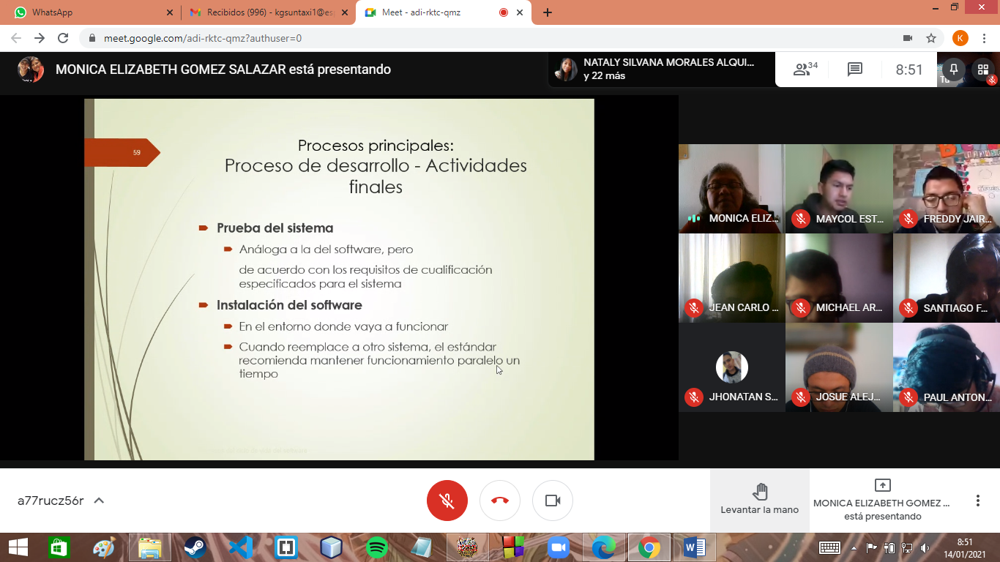 WhatsApp
Recibidos (996) - kgsuntaxi1@es
Meet - adi-rktc-qmz
meet.google.com/adi-rktc-qmz?authuser=0
K
MONICA ELIZABETH GOMEZ SALAZAR está presentando
NATALY SILVANA MORALES ALQUI...
y 22 más
34
8:51
Tú
59
Procesos principales:
Proceso de desarrollo - Actividades
finales
Prueba del sistema
Análoga a la del software, pero
de acuerdo con los requisitos de cualificación
especificados para el sistema
Instalación del software
En el entorno donde vaya a funcionar
Cuando reemplace a otro sistema, el estándar
recomienda mantener funcionamiento paralelo un
tiempo
MONICA ELIZ...
MAYCOL EST...
FREDDY JAIR...
JEAN CARLO ...
MICHAEL AR...
SANTIAGO F...
JHONATAN S...
JOSUE ALEJ...
PAUL ANTON...
a77rucz56r
Levantar la mano
MONICA ELIZABETH GOMEZ ...
está presentando
8:51
14/01/2021